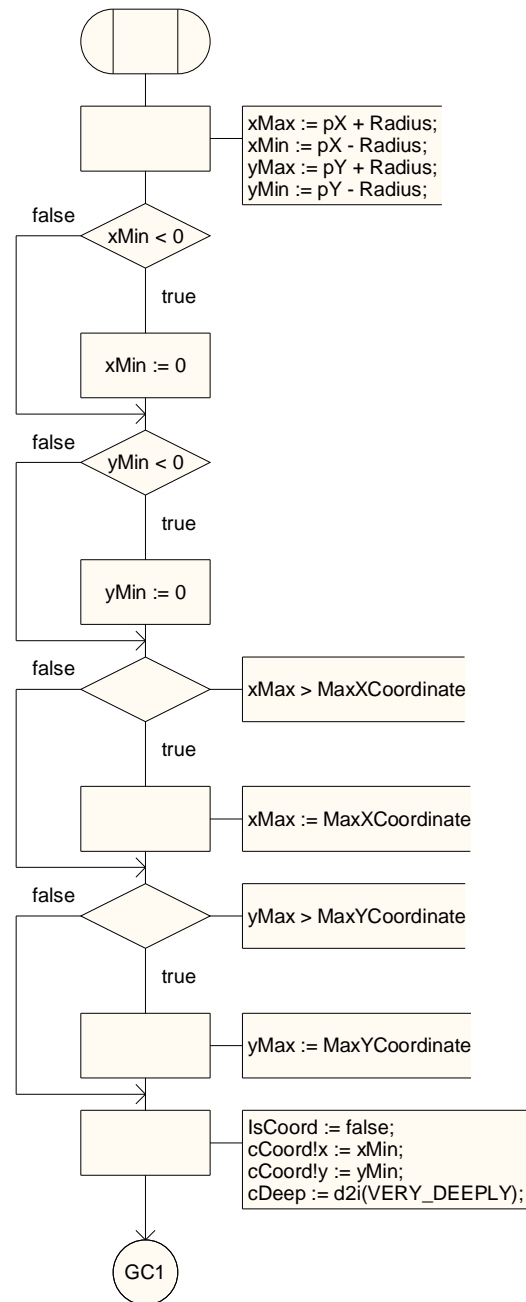 xMax := pX + Radius;
xMin := pX - Radius;
yMax := pY + Radius;
yMin := pY - Radius;
false
xMin < 0
true
xMin := 0
false
yMin < 0
true
yMin := 0
false
xMax > MaxXCoordinate
true
xMax := MaxXCoordinate
false
yMax > MaxYCoordinate
true
yMax := MaxYCoordinate
IsCoord := false;
cCoord!x := xMin;
cCoord!y := yMin;
cDeep := d2i(VERY_DEEPLY);
GC1